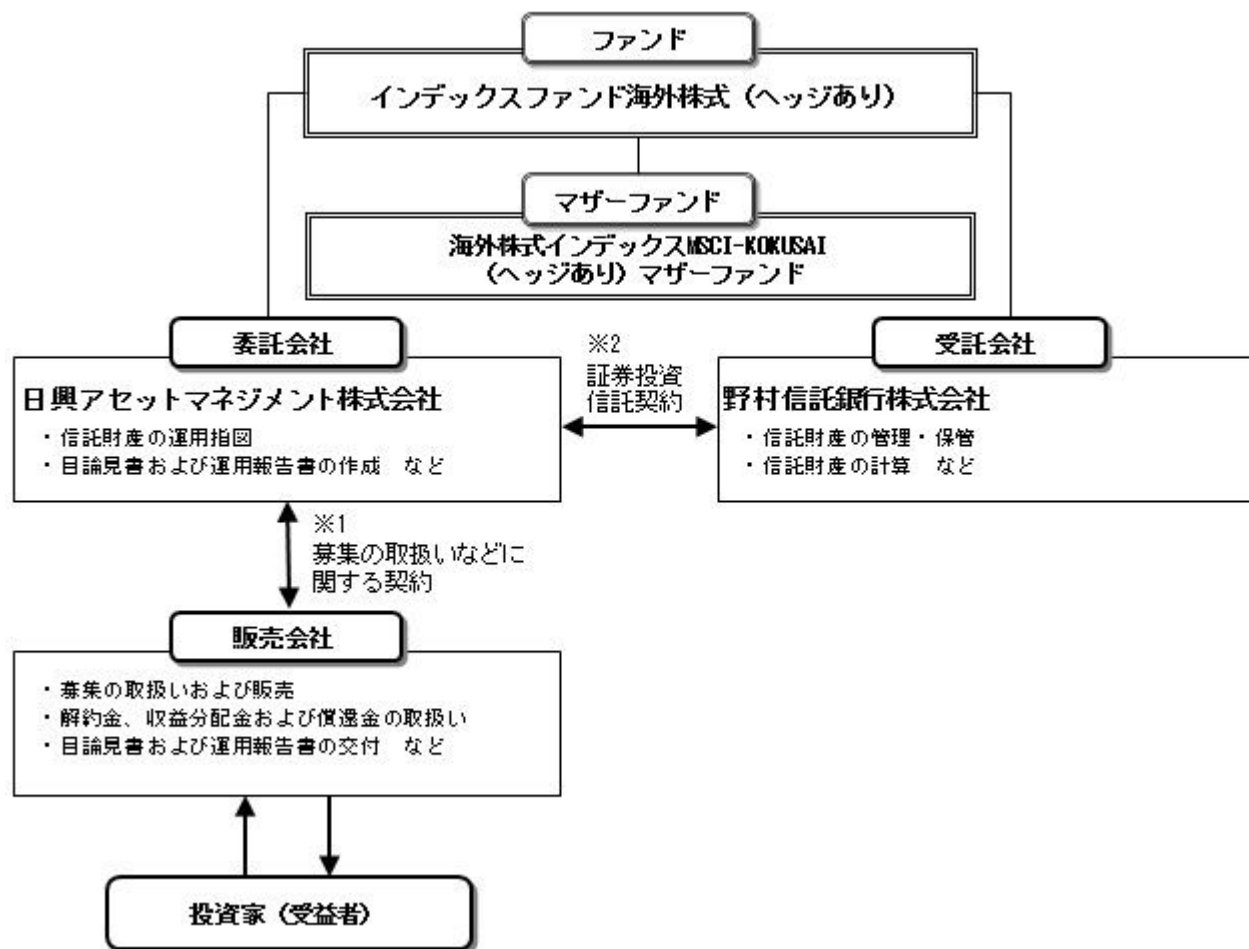 ファンド
インデックスファンド海外株式（ヘッジあり）
マザーファンド
海外株式インデックスMSCI-KOKUSAI
（ヘッジあり）マザーファンド
委託会社
日興アセットマネジメント株式会社
・信託財産の運用指図
・目論見書および運用報告書の作成　など
※2
証券投資
信託契約
受託会社
野村信託銀行株式会社
・信託財産の管理・保管
・信託財産の計算　など
※1
募集の取扱いなどに
関する契約
販売会社
・募集の取扱いおよび販売
・解約金、収益分配金および償還金の取扱い
・目論見書および運用報告書の交付　など
投資家（受益者）